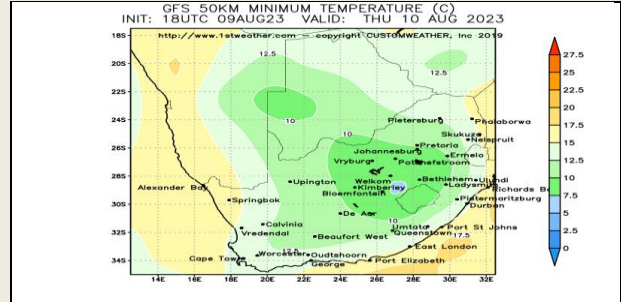 GFS 50KM MINIMUM TEMPERATURE (C)
INIT: 18UTC 09AUG23 VALID: THU 10 AUG 2023
http://www.1stweather.com — copyright CUSTOMWEATHER, Inc 2019
18S
20S
22S
24S
26S
28S
30S
32S
34S
12.5
12.5
10
10
10
12.5
17.5
Pietersburg
Phalaborwa
Skukuza
Nelspruit
Pretoria
Johannesburg
Ermelo
Vryburg
Potchefstroom
Welkom
Bethlehem
Ulundi
Upington
Kimberley
Ladysmith
Richards B
Alexander Bay
Bloemfontein
Pietermaritzburg
Springbok
Durban
De Aar
Calvinia
Umtata
Port St Johns
Vredendal
Beaufort West
Queenstown
East London
Cape Town
Worcester
Oudtshoorn
George
Port Elizabeth
14E 16E 18E 20E 22E 24E 26E 28E 30E 32E
27.5
25
22.5
20
17.5
15
12.5
10
7.5
5
2.5
0